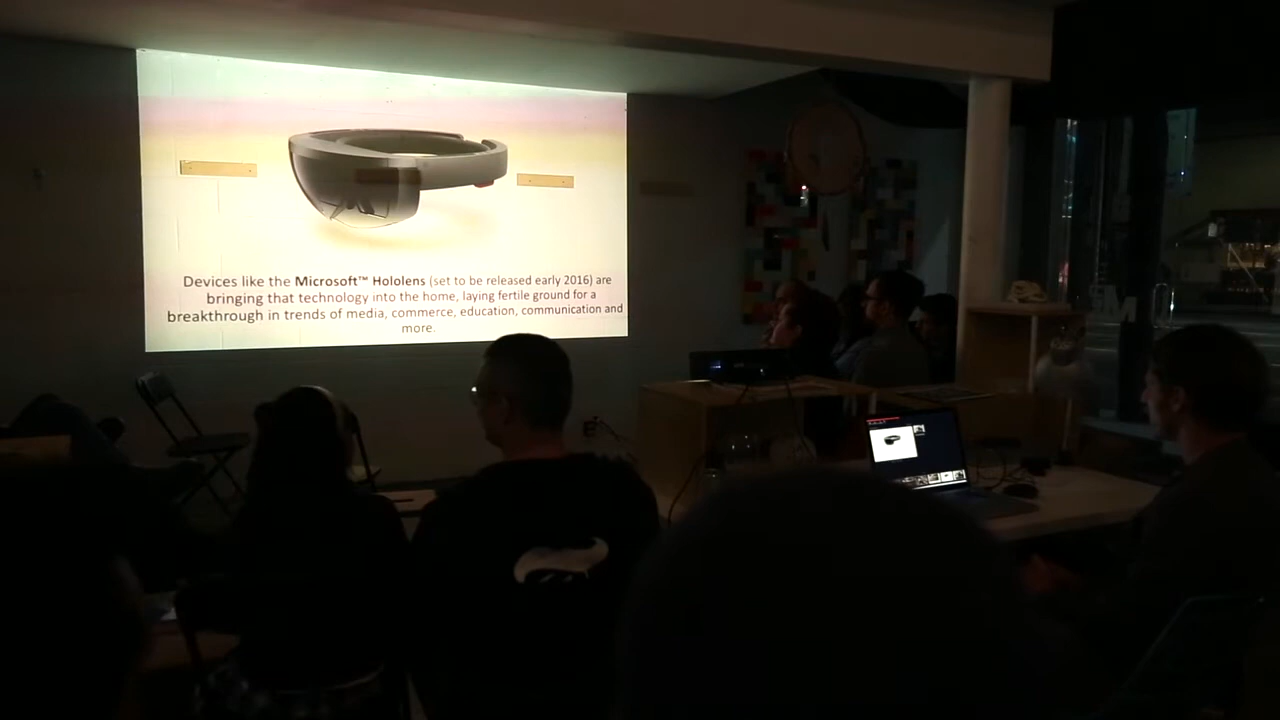 Devices like the Microsoft™ Hololens (set to be released early 2016) are
bringing that technology into the home, laying fertile ground for a
breakthrough in trends of media, commerce, education, communication and
more.